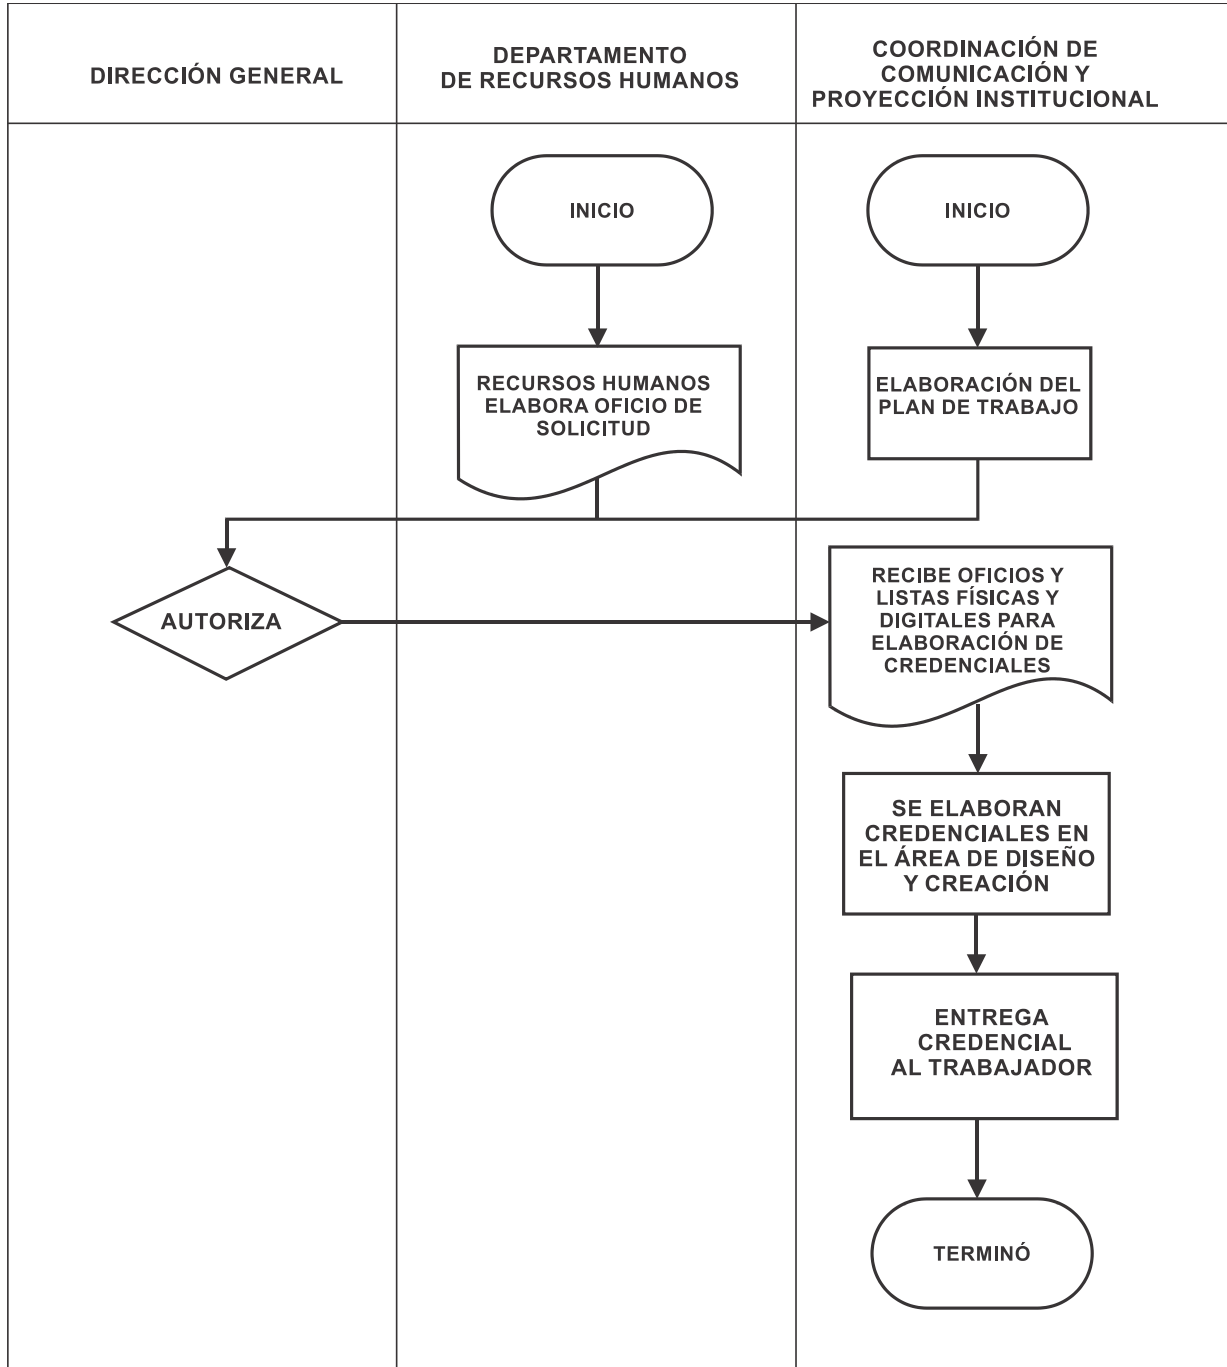 DIRECCIÓN GENERAL
DEPARTAMENTO
DE RECURSOS HUMANOS
COORDINACIÓN DE
COMUNICACIÓN Y
PROYECCIÓN INSTITUCIONAL
INICIO
INICIO
RECURSOS HUMANOS
ELABORA OFICIO DE
SOLICITUD
ELABORACIÓN DEL
PLAN DE TRABAJO
AUTORIZA
RECIBE OFICIOS Y
LISTAS FÍSICAS Y
DIGITALES PARA
ELABORACIÓN DE
CREDENCIALES
SE ELABORAN
CREDENCIALES EN
EL ÁREA DE DISEÑO
Y CREACIÓN
ENTREGA
CREDENCIAL
AL TRABAJADOR
TERMINÓ